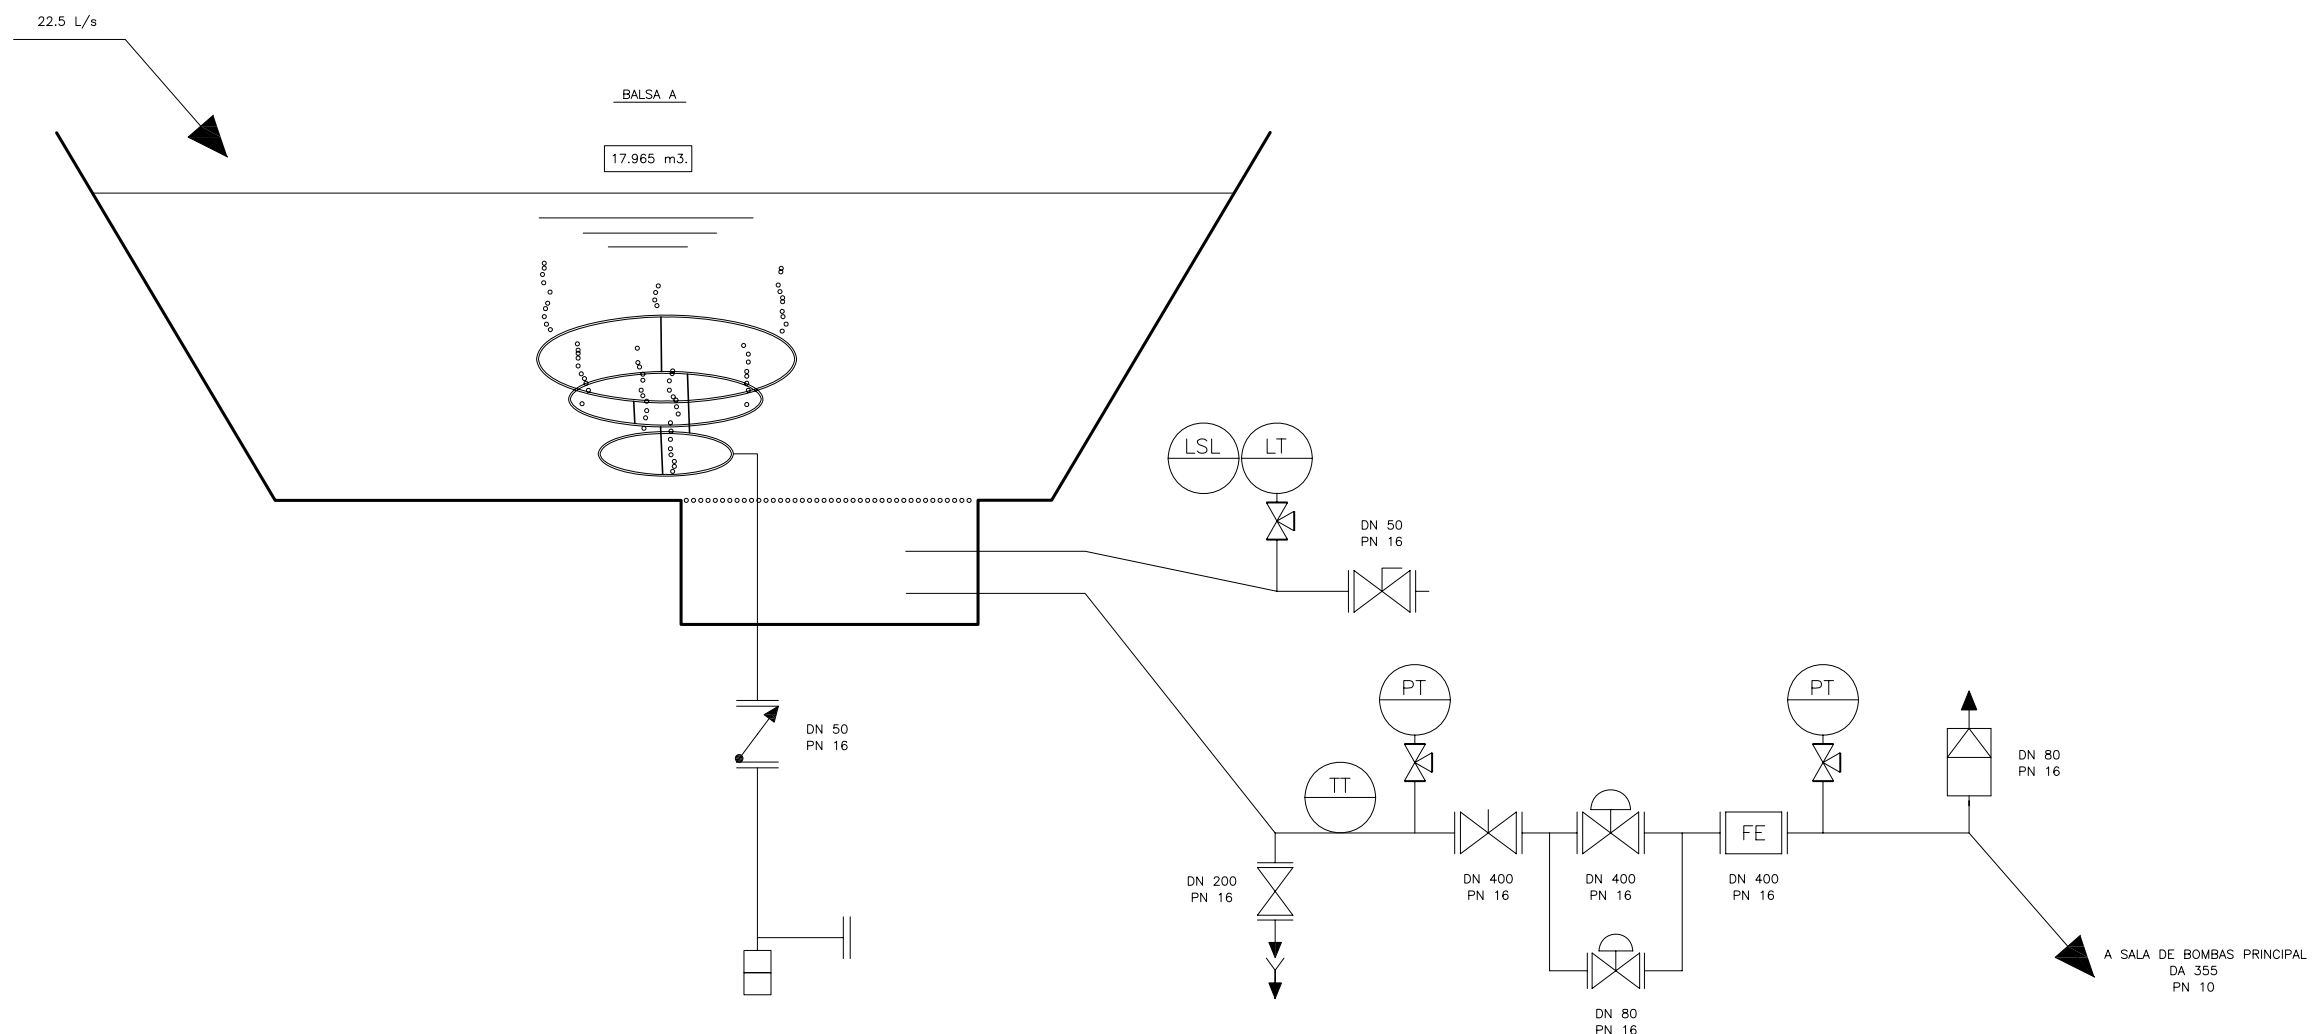 22.5 L/s
BALSA A
17.965 m3.
LSL
LT
DN 50
PN 16
PT
PT
DN 50
PN 16
DN 80
PN 16
TT
FE
DN 200
PN 16
DN 400
PN 16
DN 400
PN 16
DN 400
PN 16
A SALA DE BOMBAS PRINCIPAL
DA 355
PN 10
DN 80
PN 16